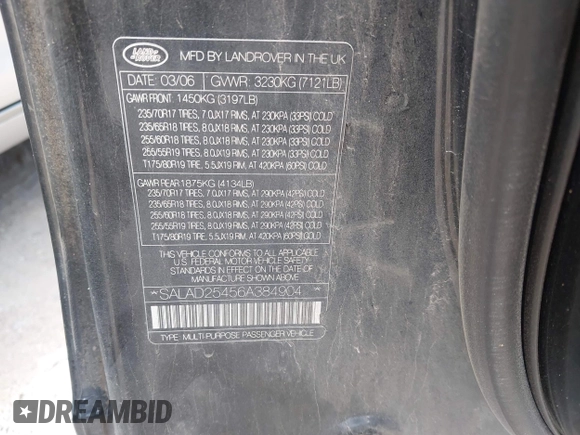 LAND ROVER
MFD BY LANDROVER IN THE UK
DATE: 03/06 GVWR: 3230KG (7121LB)
GAWR FRONT: 1450KG (3197LB)
235/70R17 TIRES, 7.0JX17 RIMS, AT 230KPA (33PSI) COLD
235/65R18 TIRES, 8.0JX18 RIMS, AT 230KPA (33PSI) COLD
255/60R18 TIRES, 8.0JX18 RIMS, AT 230KPA (33PSI) COLD
255/55R19 TIRES, 8.0JX19 RIMS, AT 230KPA (33PSI) COLD
T175/80R19 TIRE, 5.5JX19 RIM, AT 420KPA (60PSI) COLD
GAWR REAR: 1875KG (4134LB)
235/70R17 TIRES, 7.0JX17 RIMS, AT 290KPA (42PSI) COLD
235/65R18 TIRES, 8.0JX18 RIMS, AT 290KPA (42PSI) COLD
255/60R18 TIRES, 8.0JX18 RIMS, AT 290KPA (42PSI) COLD
255/55R19 TIRES, 8.0JX19 RIMS, AT 290KPA (42PSI) COLD
T175/80R19 TIRE, 5.5JX19 RIM, AT 420KPA (60PSI) COLD
THIS VEHICLE CONFORMS TO ALL APPLICABLE
U.S. FEDERAL MOTOR VEHICLE SAFETY
STANDARDS IN EFFECT ON THE DATE OF
MANUFACTURE SHOWN ABOVE
*SALAD25456A384904*
TYPE: MULTI-PURPOSE PASSENGER VEHICLE
DREAMBID